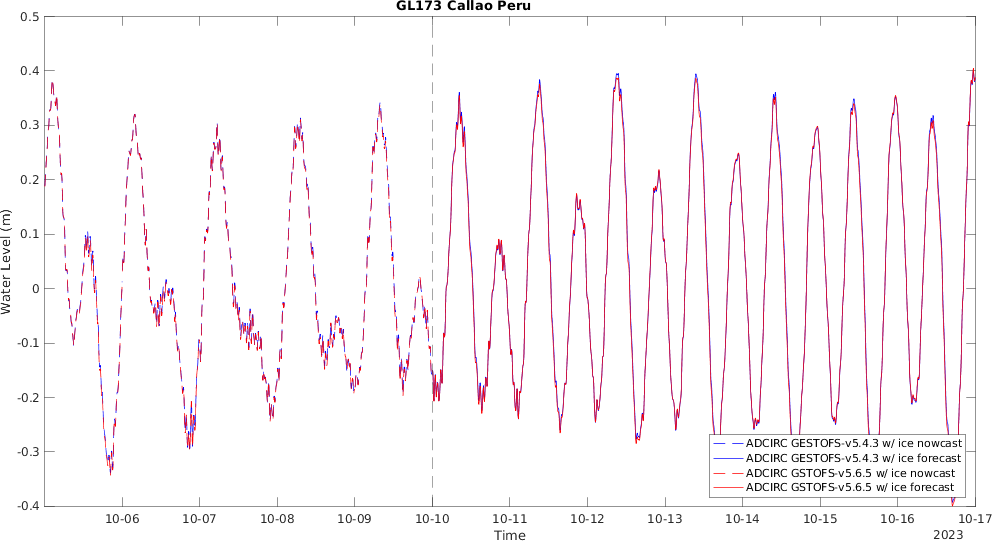 GL173 Callao Peru
0.5
0.4
0.3
0.2
0.1
0
-0.1
-0.2
-0.3
-0.4
Water Level (m)
ADCIRC GESTOFS-v5.4.3 w/ ice nowcast
ADCIRC GESTOFS-v5.4.3 w/ ice forecast
ADCIRC GSTOFS-v5.6.5 w/ ice nowcast
ADCIRC GSTOFS-v5.6.5 w/ ice forecast
10-06 10-07 10-08 10-09 10-10 10-11 10-12 10-13 10-14 10-15 10-16 10-17
Time
2023